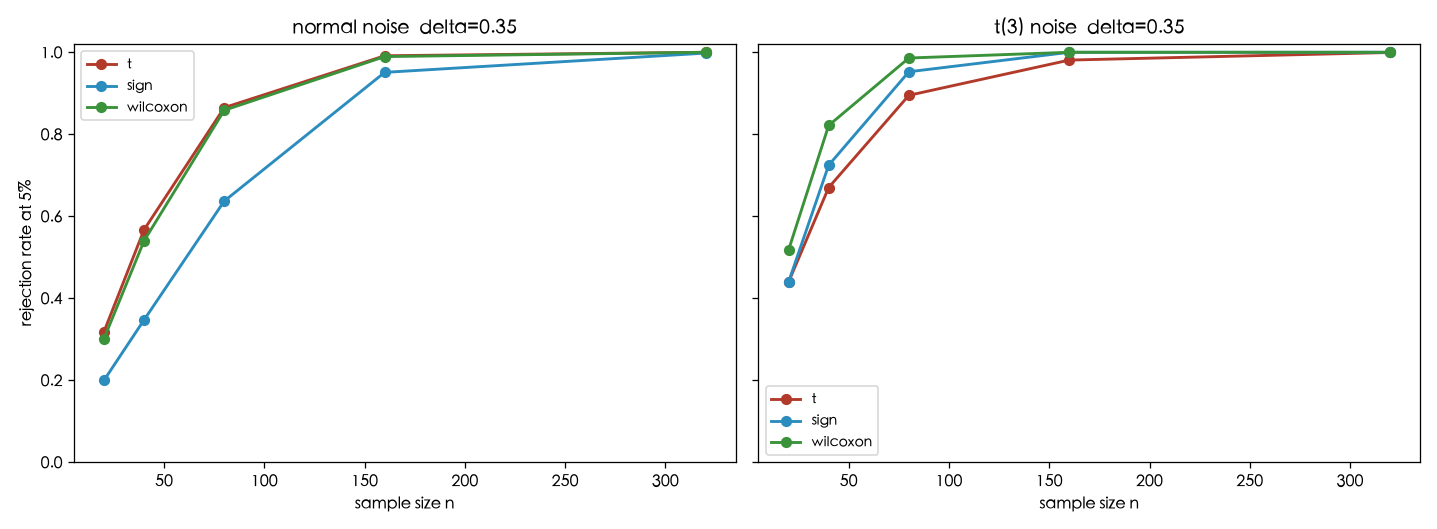 normal noise  delta=0.35
t
sign
wilcoxon
rejection rate at 5%
1.0
0.8
0.6
0.4
0.2
0.0
50
100
150
200
250
300
sample size n
t(3) noise  delta=0.35
t
sign
wilcoxon
50
100
150
200
250
300
sample size n